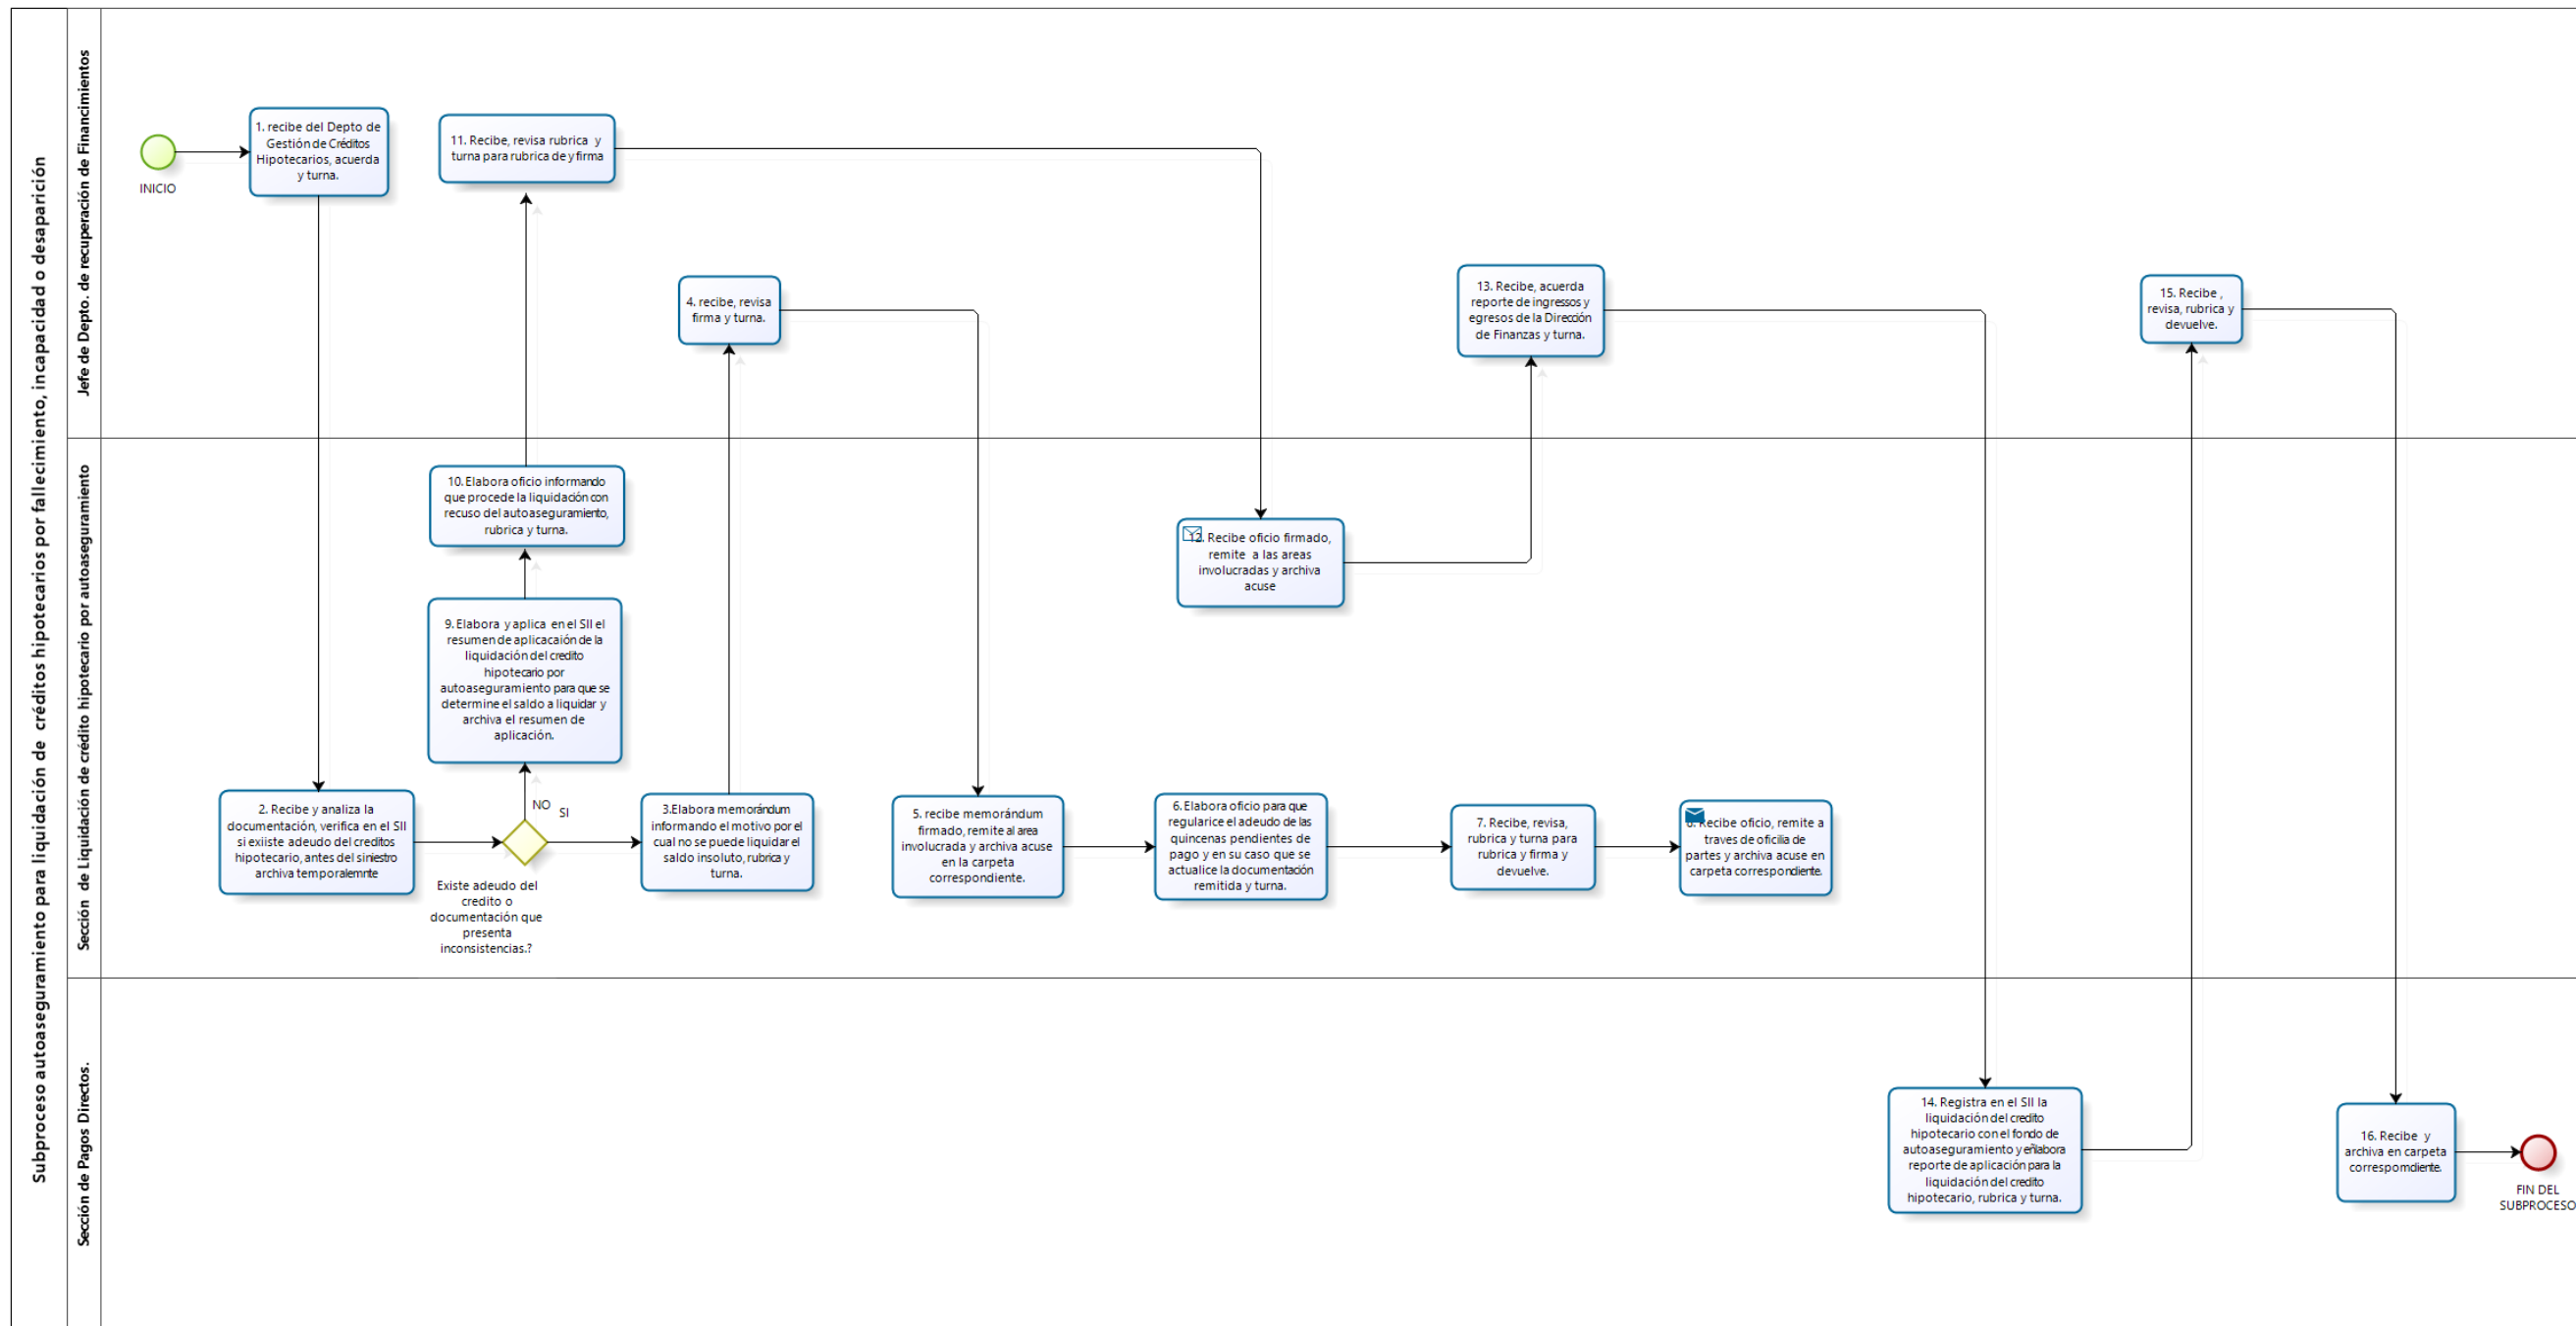 Subproceso autoaseguramiento para liquidación de créditos hipotecarios por fallecimiento, incapacidad o desaparición
Jefe de Depto. de recuperación de Financimientos
INICIO
1. recibe del Depto de
Gestión de Créditos
Hipotecarios, acuerda
y turna.
11. Recibe, revisa rubrica y
turna para rubrica de y firma
4. recibe, revisa
firma y turna.
13. Recibe, acuerda
reporte de ingressos y
egresos de la Dirección
de Finanzas y turna.
15. Recibe ,
revisa, rubrica y
devuelve.
Sección de Liquidación de crédito hipotecario por autoaseguramiento
10. Elabora oficio informando
que procede la liquidación con
recuso del autoaseguramiento,
rubrica y turna.
12. Recibe oficio firmado,
remite a las areas
involucradas y archiva
acuse
9. Elabora y aplica en el SII el
resumen de aplicacaión de la
liquidación del credito
hipotecario por
autoaseguramiento para que se
determine el saldo a liquidar y
archiva el resumen de
aplicación.
2. Recibe y analiza la
documentación, verifica en el SII
si exiiste adeudo del creditos
hipotecario, antes del siniestro
archiva temporalemnte
NO
SI
Existe adeudo del
credito o
documentación que
presenta
inconsistencias.?
3.Elabora memorándum
informando el motivo por el
cual no se puede liquidar el
saldo insoluto, rubrica y
turna.
5. recibe memorándum
firmado, remite al area
involucrada y archiva acuse
en la carpeta
correspondiente.
6. Elabora oficio para que
regularice el adeudo de las
quincenas pendientes de
pago y en su caso que se
actualice la documentación
remitida y turna.
7. Recibe, revisa,
rubrica y turna para
rubrica y firma y
devuelve.
8. Recibe oficio, remite a
traves de oficilia de
partes y archiva acuse en
carpeta correspondiente.
Sección de Pagos Directos.
14. Registra en el SII la
liquidación del credito
hipotecario con el fondo de
autoaseguramiento y eñlabora
reporte de aplicación para la
liquidación del credito
hipotecario, rubrica y turna.
16. Recibe y
archiva en carpeta
correspomdiente.
FIN DEL
SUBPROCESO